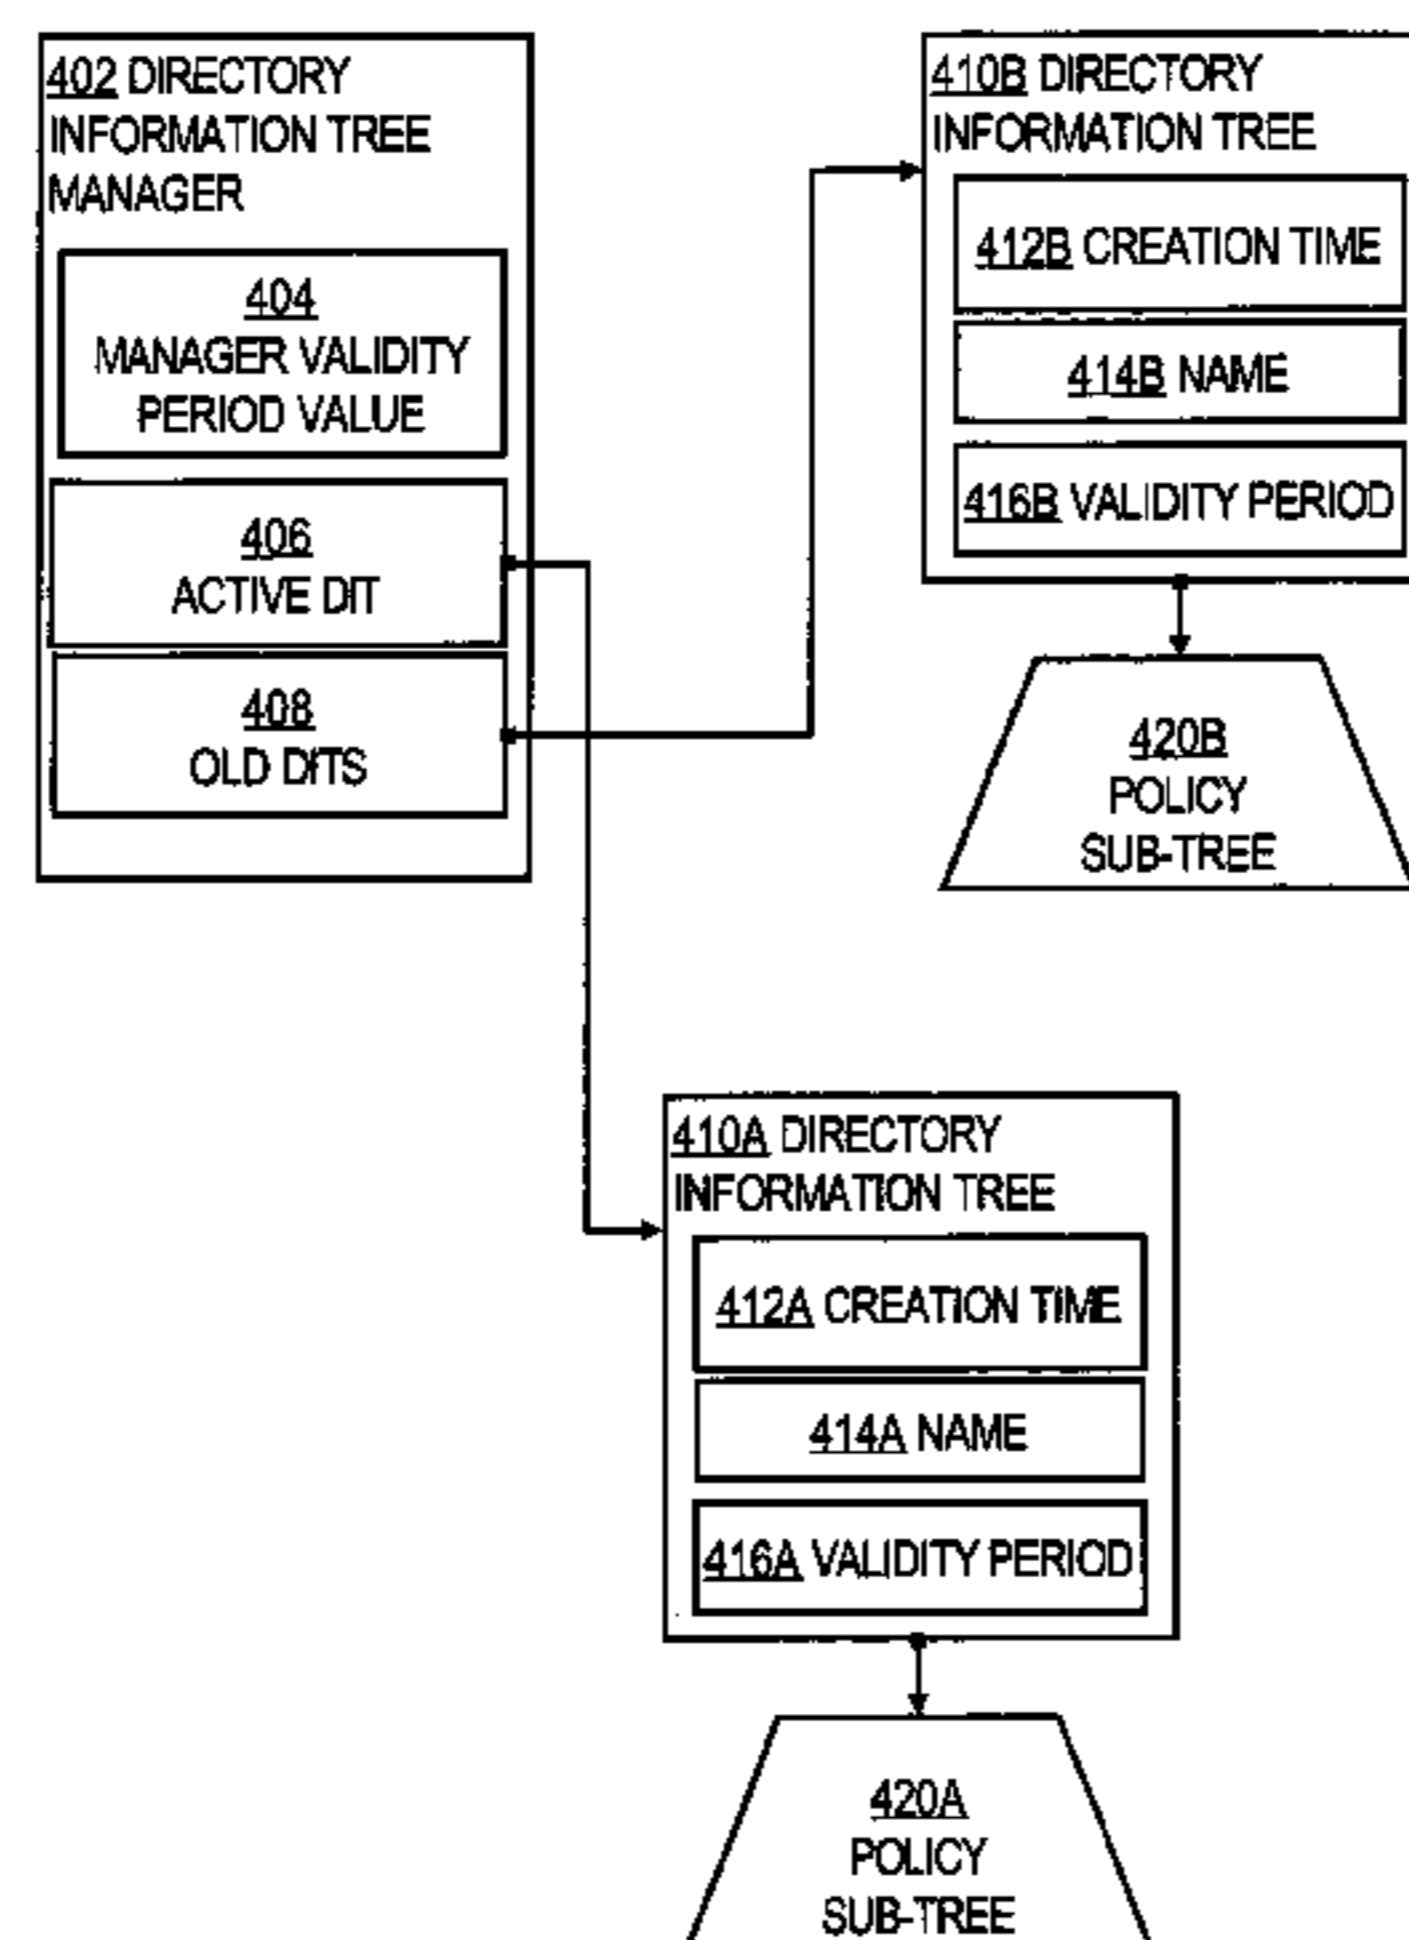 402 DIRECTORY
INFORMATION TREE
MANAGER
404
MANAGER VALIDITY
PERIOD VALUE
406
ACTIVE DIT
408
OLD DITS
410B DIRECTORY
INFORMATION TREE
412B CREATION TIME
414B NAME
416B VALIDITY PERIOD
420B
POLICY
SUB-TREE
410A DIRECTORY
INFORMATION TREE
412A CREATION TIME
414A NAME
416A VALIDITY PERIOD
420A
POLICY
SUB-TREE